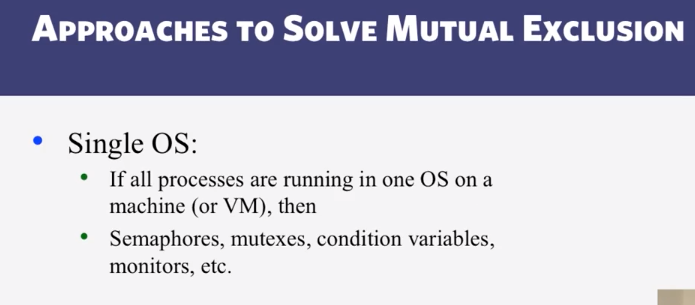 Approaches to Solve Mutual Exclusion
• Single OS:
• If all processes are running in one OS on a
machine (or VM), then
• Semaphores, mutexes, condition variables,
monitors, etc.